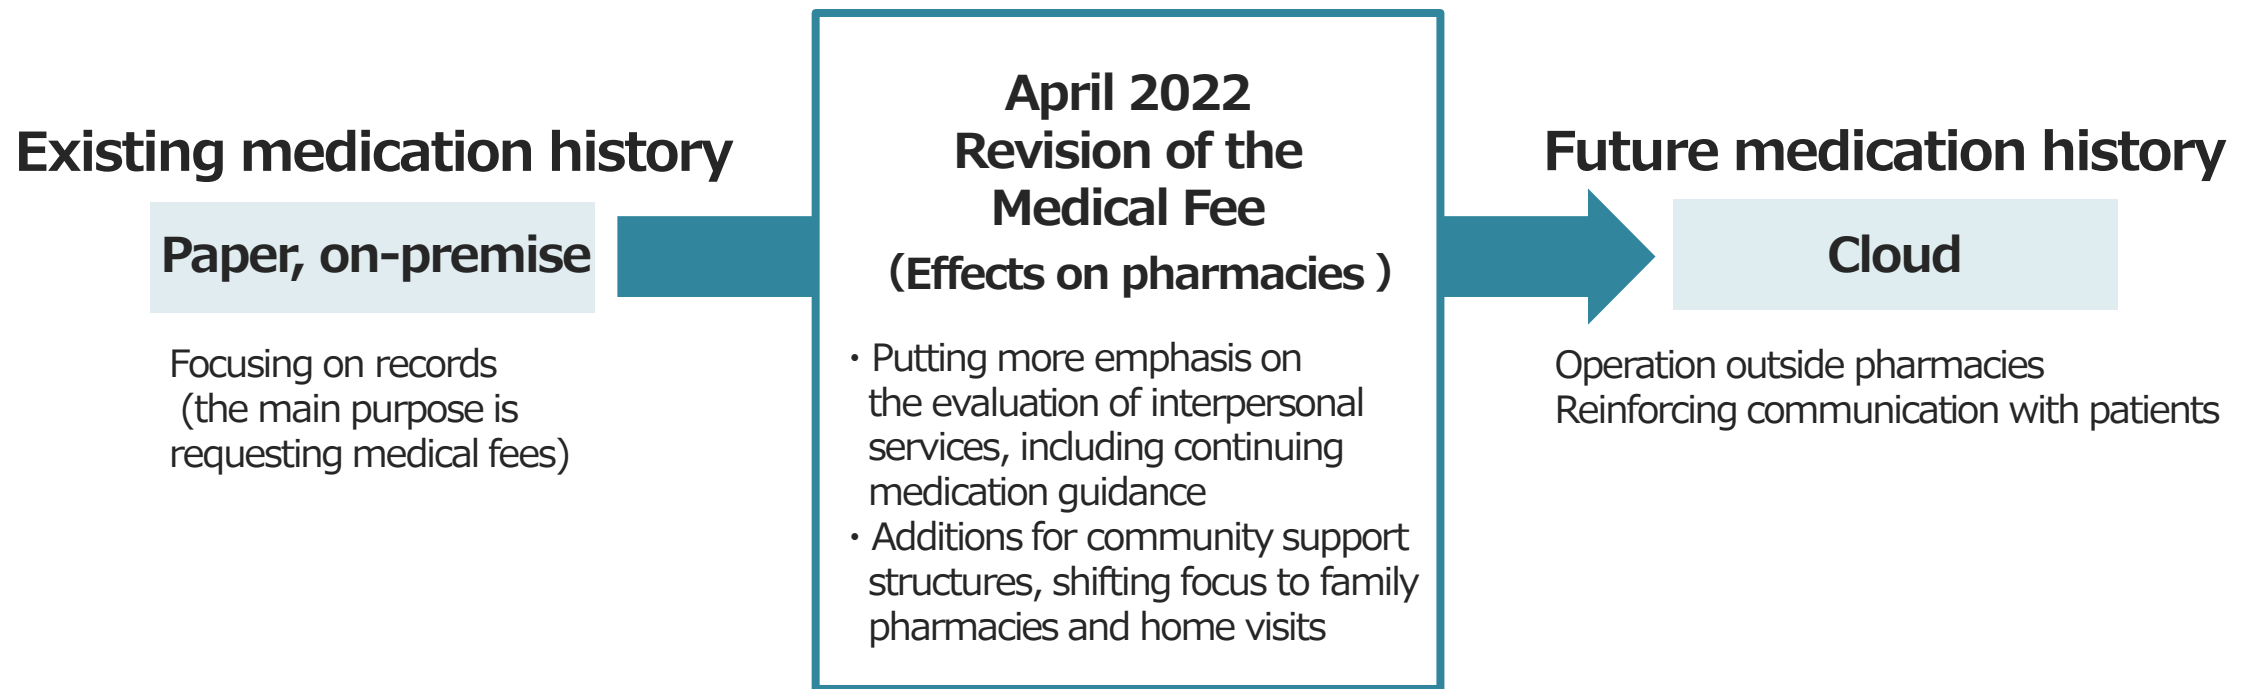 Existing medication history
Paper, on-premise
Focusing on records
(the main purpose is
requesting medical fees)
April 2022
Revision of the
Medical Fee
（Effects on pharmacies）
・Putting more emphasis on
the evaluation of interpersonal
services, including continuing
medication guidance
・Additions for community support
structures, shifting focus to family
pharmacies and home visits
Future medication history
Cloud
Operation outside pharmacies
Reinforcing communication with patients